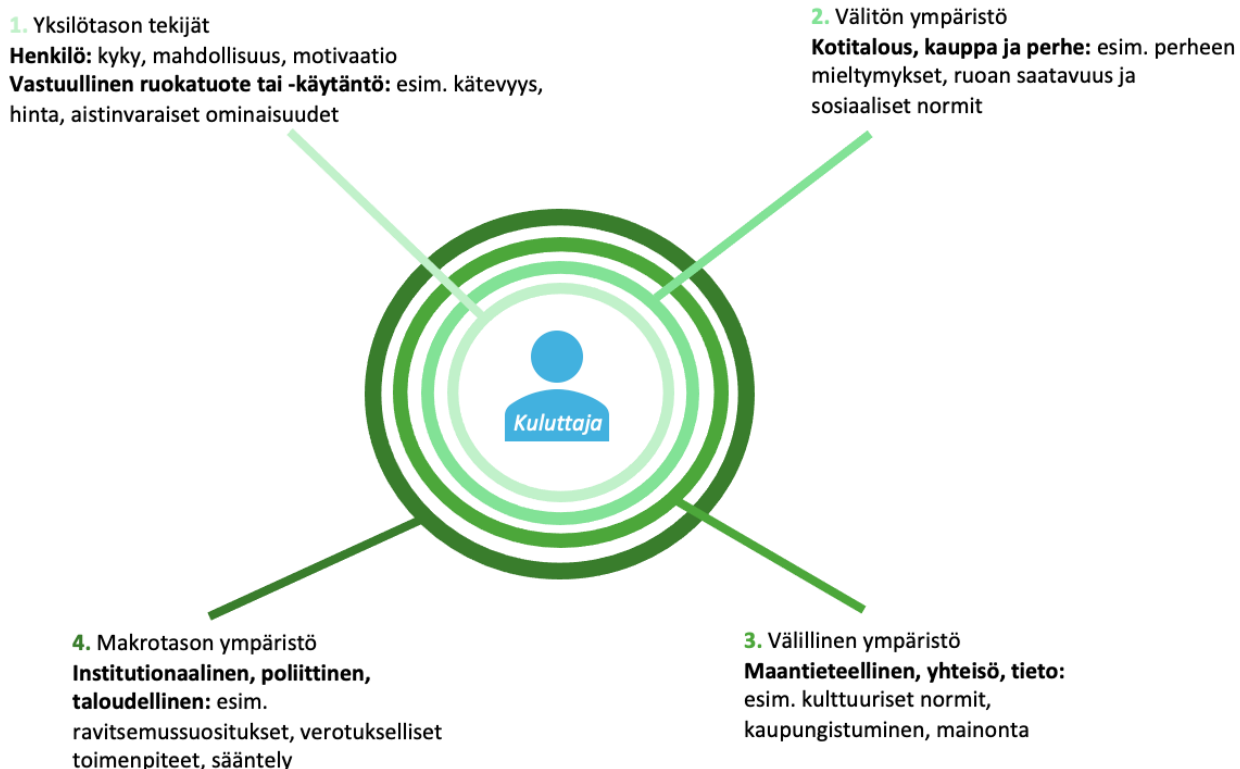 1. Yksilötason tekijät
Henkilö: kyky, mahdollisuus, motivaatio
Vastuullinen ruokatuote tai -käytäntö: esim. kätevyys,
hinta, aistinvaraiset ominaisuudet
2. Välitön ympäristö
Kotitalous, kauppa ja perhe: esim. perheen
mieltymykset, ruoan saatavuus ja
sosiaaliset normit
Kuluttaja
4. Makrotason ympäristö
Institutionaalinen, poliittinen,
taloudellinen: esim.
ravitsemussuositukset, verotukselliset
toimenpiteet, sääntely
3. Välillinen ympäristö
Maantieteellinen, yhteisö, tieto:
esim. kulttuuriset normit,
kaupungistuminen, mainonta